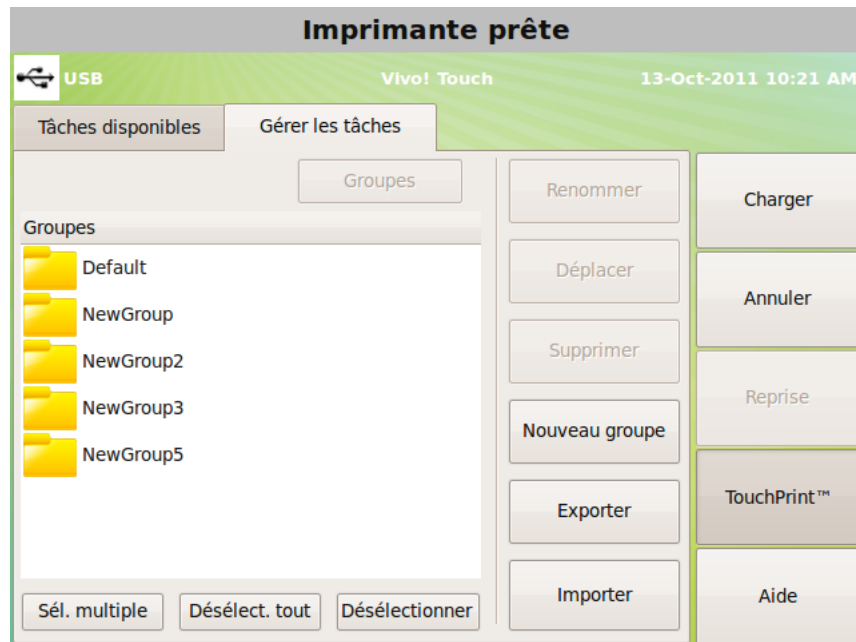 Imprimante prête
USB Vivo! Touch 13-Oct-2011 10:21 AM
Tâches disponibles
Gérer les tâches
Groupes
Groupes
Default
NewGroup
NewGroup2
NewGroup3
NewGroup5
Sél. multiple
Désélect. tout
Désélectionner
Renommer
Déplacer
Supprimer
Nouveau groupe
Exporter
Importer
Charger
Annuler
Reprise
TouchPrint™
Aide